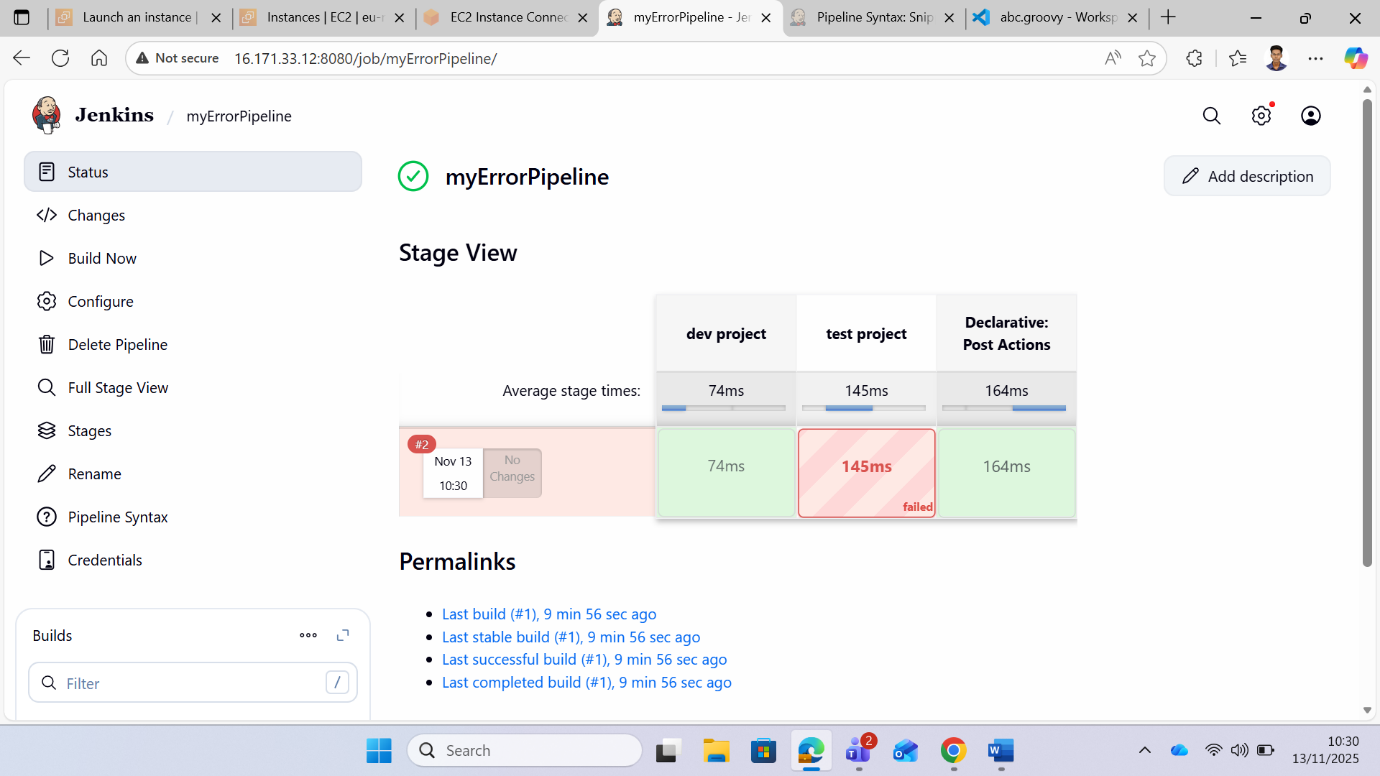 Launch an instance |
Instances | EC2 | eu-n
EC2 Instance Connec
myErrorPipeline - Jen
Pipeline Syntax: Snip
abc.groovy - Worksp
Not secure
16.171.33.12:8080/job/myErrorPipeline/
Jenkins / myErrorPipeline
Status
Changes
Build Now
Configure
Delete Pipeline
Full Stage View
Stages
Rename
Pipeline Syntax
Credentials
Builds
Filter
/
myErrorPipeline
Add description
Stage View
dev project
test project
Declarative:
Post Actions
Average stage times:
74ms
145ms
164ms
#2
Nov 13
10:30
No
Changes
74ms
145ms
failed
164ms
Permalinks
• Last build (#1), 9 min 56 sec ago
• Last stable build (#1), 9 min 56 sec ago
• Last successful build (#1), 9 min 56 sec ago
• Last completed build (#1), 9 min 56 sec ago
Search
2
10:30
13/11/2025